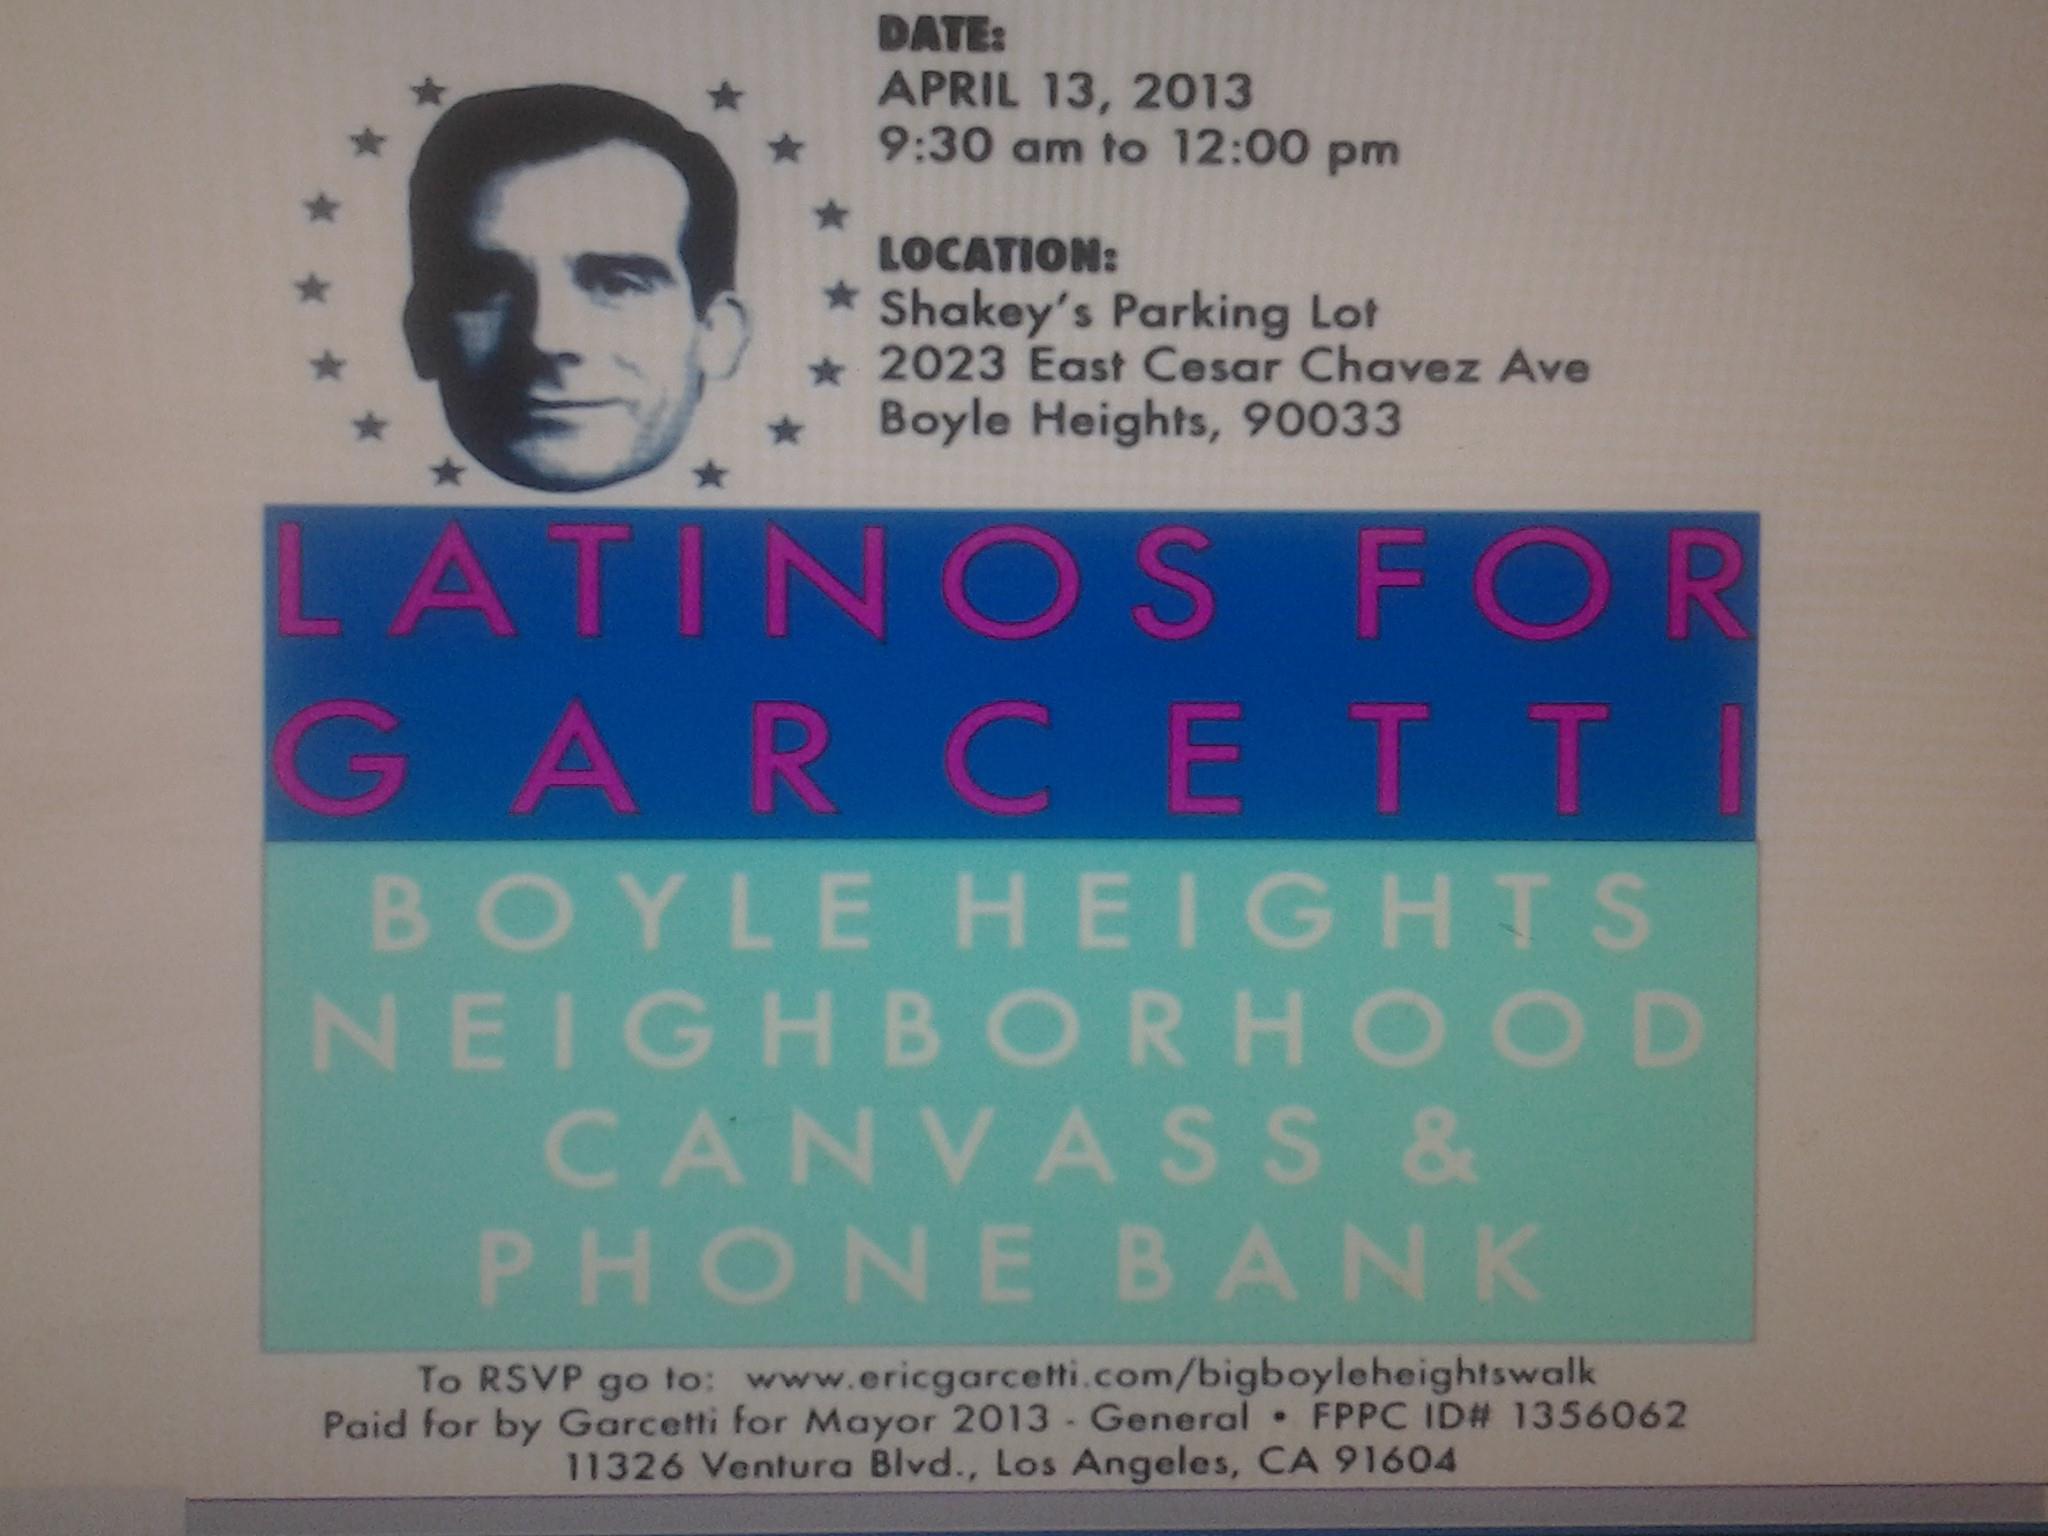 DATE:
APRIL 13, 2013
9:30 am to 12:00 pm
LOCATION:
Shakey's Parking Lot
2023 East Cesar Chavez Ave
Boyle Heights, 90033
LATINOS FOR
GARCETTI
BOYLE HEIGHTS
NEIGHBORHOOD
CANVASS &
PHONE BANK
To RSVP go to: www.ericgarcetti.com/bigboyleheightswalk
Paid for by Garcetti for Mayor 2013 - General • FPPC ID# 1356062
11326 Ventura Blvd., Los Angeles, CA 91604